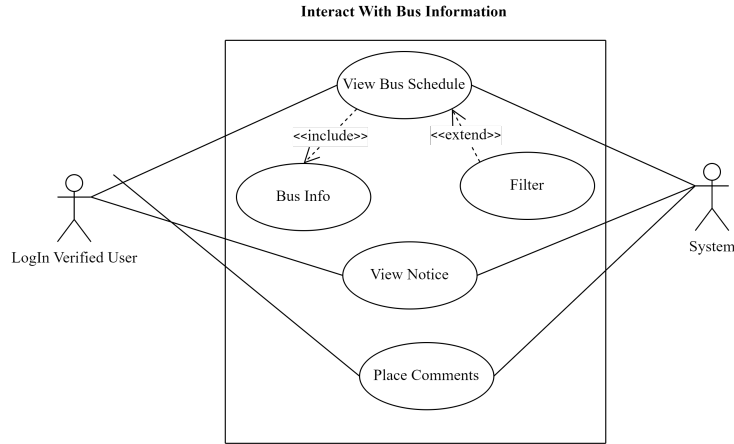 Interact With Bus Information
View Bus Schedule
<<include>>
<<extend>>
Bus Info
Filter
LogIn Verified User
System
View Notice
Place Comments